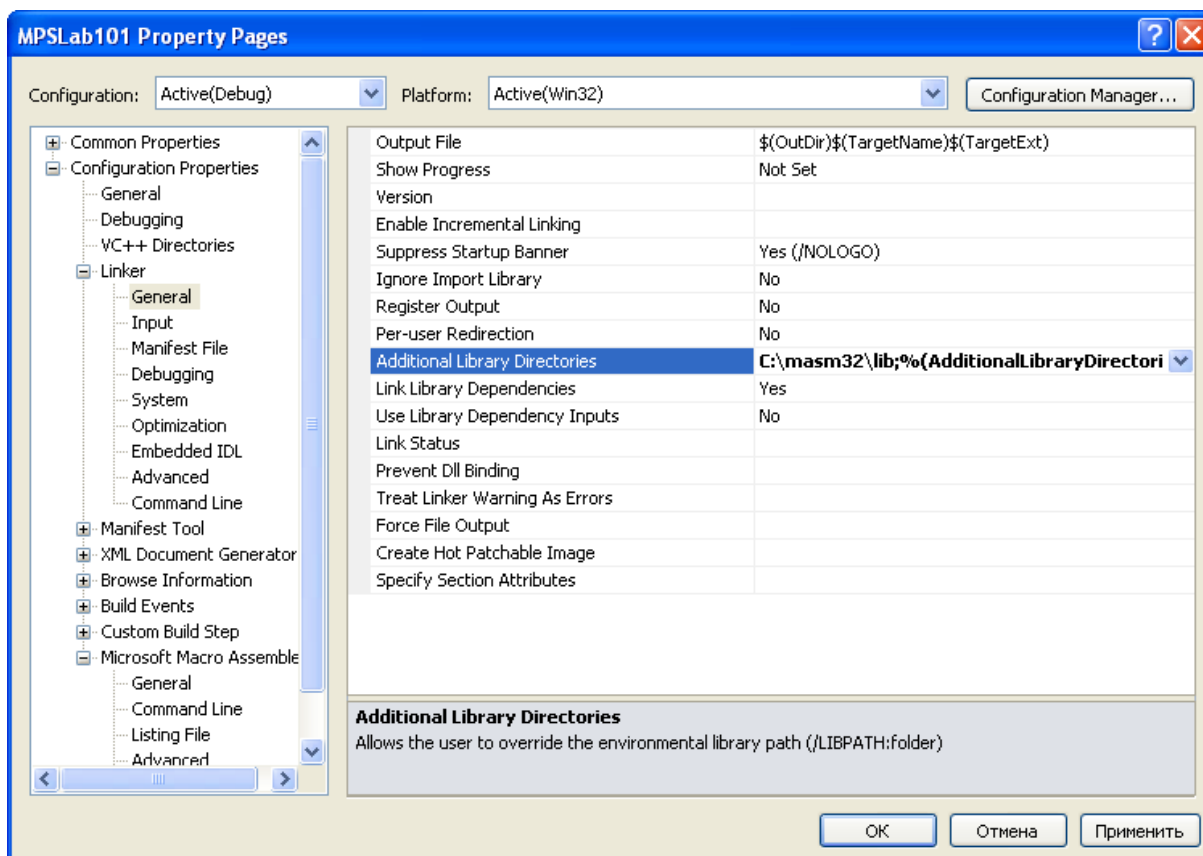 MPSLab101 Property Pages
Configuration: Active(Debug) Platform: Active(Win32) Configuration Manager...
Common Properties
Configuration Properties
General
Debugging
VC++ Directories
Linker
General
Input
Manifest File
Debugging
System
Optimization
Embedded IDL
Advanced
Command Line
Manifest Tool
XML Document Generator
Browse Information
Build Events
Custom Build Step
Microsoft Macro Assemble
General
Command Line
Listing File
Advanced
Output File $(OutDir)$(TargetName)$(TargetExt)
Show Progress Not Set
Version
Enable Incremental Linking
Suppress Startup Banner Yes (/NOLOGO)
Ignore Import Library No
Register Output No
Per-user Redirection No
Additional Library Directories C:\masm32\lib;%(AdditionalLibraryDirectori
Link Library Dependencies Yes
Use Library Dependency Inputs No
Link Status
Prevent Dll Binding
Treat Linker Warning As Errors
Force File Output
Create Hot Patchable Image
Specify Section Attributes
Additional Library Directories
Allows the user to override the environmental library path (/LIBPATH:folder)
ОК Отмена Применить